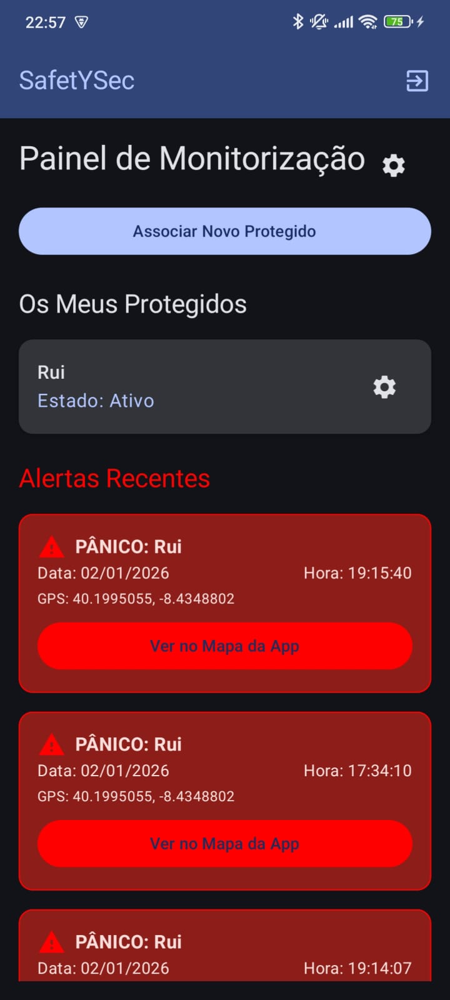 22:57
75
SafetYSec
Painel de Monitorização
Associar Novo Protegido
Os Meus Protegidos
Rui
Estado: Ativo
Alertas Recentes
PÂNICO: Rui
Data: 02/01/2026 Hora: 19:15:40
GPS: 40.1995055, -8.4348802
Ver no Mapa da App
PÂNICO: Rui
Data: 02/01/2026 Hora: 17:34:10
GPS: 40.1995055, -8.4348802
Ver no Mapa da App
PÂNICO: Rui
Data: 02/01/2026 Hora: 19:14:07